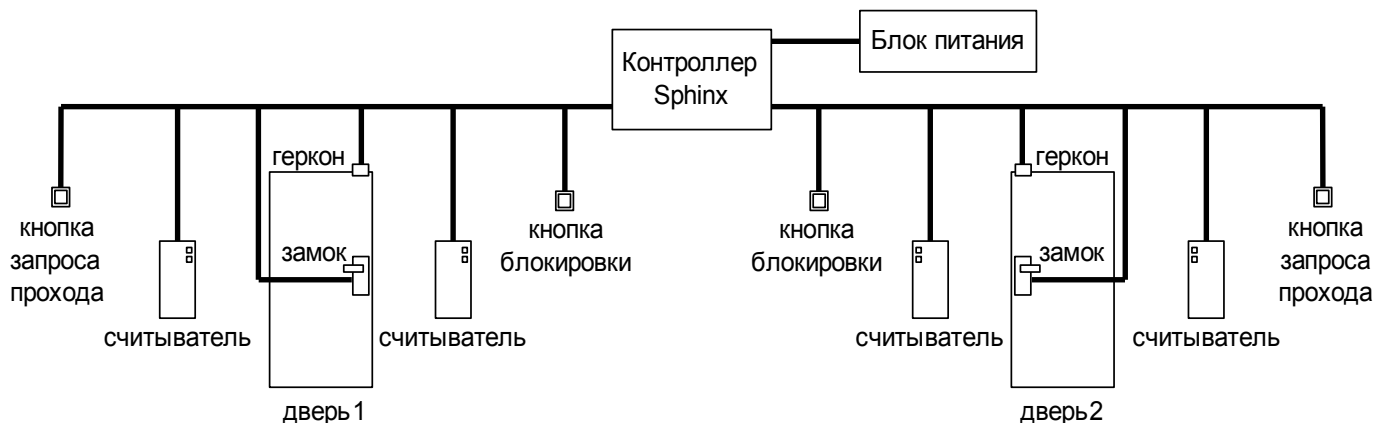 Блок питания
Контроллер
Sphinx
геркон
геркон
кнопка
запроса
прохода
замок
кнопка
блокировки
кнопка
блокировки
замок
кнопка
запроса
прохода
считыватель
считыватель
считыватель
считыватель
дверь1
дверь2